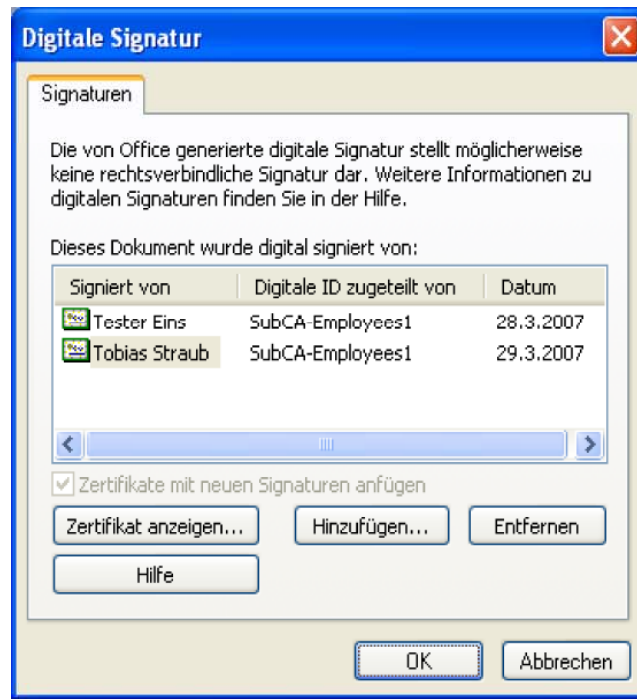 Digitale Signatur
Signaturen
Die von Office generierte digitale Signatur stellt möglicherweise
keine rechtsverbindliche Signatur dar. Weitere Informationen zu
digitalen Signaturen finden Sie in der Hilfe.
Dieses Dokument wurde digital signiert von:
Signiert von Digitale ID zugeteilt von Datum
Tester Eins SubCA-Employees1 28.3.2007
Tobias Straub SubCA-Employees1 29.3.2007
Zertifikate mit neuen Signaturen anfügen
Zertifikat anzeigen... Hinzufügen... Entfernen
Hilfe
OK Abbrechen